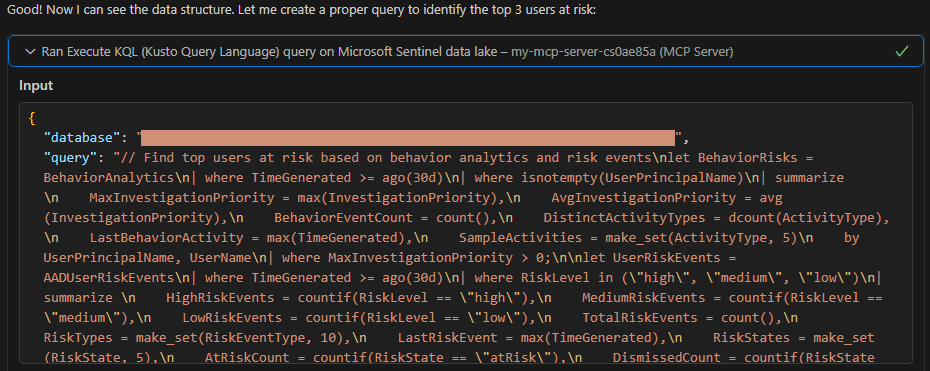 Good! Now I can see the data structure. Let me create a proper query to identify the top 3 users at risk:
Ran Execute KQL (Kusto Query Language) query on Microsoft Sentinel data lake – my-mcp-server-cs0ae85a (MCP Server)
Input
{
"database": "                    ",
"query": "// Find top users at risk based on behavior analytics and risk events\nlet BehaviorRisks =
BehaviorAnalytics\n| where TimeGenerated >= ago(30d)\n| where isnotempty(UserPrincipalName)\n| summarize
\n    MaxInvestigationPriority = max(InvestigationPriority),\n    AvgInvestigationPriority = avg
(InvestigationPriority),\n    BehaviorEventCount = count(),\n    DistinctActivityTypes = dcount(ActivityType),
\n    LastBehaviorActivity = max(TimeGenerated),\n    SampleActivities = make_set(ActivityType, 5)\n    by
UserPrincipalName, UserName\n| where MaxInvestigationPriority > 0;\n\nlet UserRiskEvents =
AADUserRiskEvents\n| where TimeGenerated >= ago(30d)\n| where RiskLevel in (\"high\", \"medium\", \"low\")\n|
summarize \n    HighRiskEvents = countif(RiskLevel == \"high\"),\n    MediumRiskEvents = countif(RiskLevel ==
\"medium\"),\n    LowRiskEvents = countif(RiskLevel == \"low\"),\n    TotalRiskEvents = count(),\n
RiskTypes = make_set(RiskEventType, 10),\n    LastRiskEvent = max(TimeGenerated),\n    RiskStates = make_set
(RiskState, 5),\n    AtRiskCount = countif(RiskState == \"atRisk\"),\n    DismissedCount = countif(RiskState